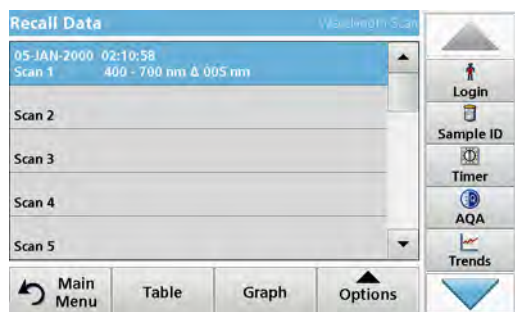 Recall Data
Wavelength Scan
05-JAN-2000 02:10:58
Scan 1 400 - 700 nm Δ 005 nm
Scan 2
Scan 3
Scan 4
Scan 5
Main Menu
Table
Graph
Options
Login
Sample ID
Timer
AQA
Trends